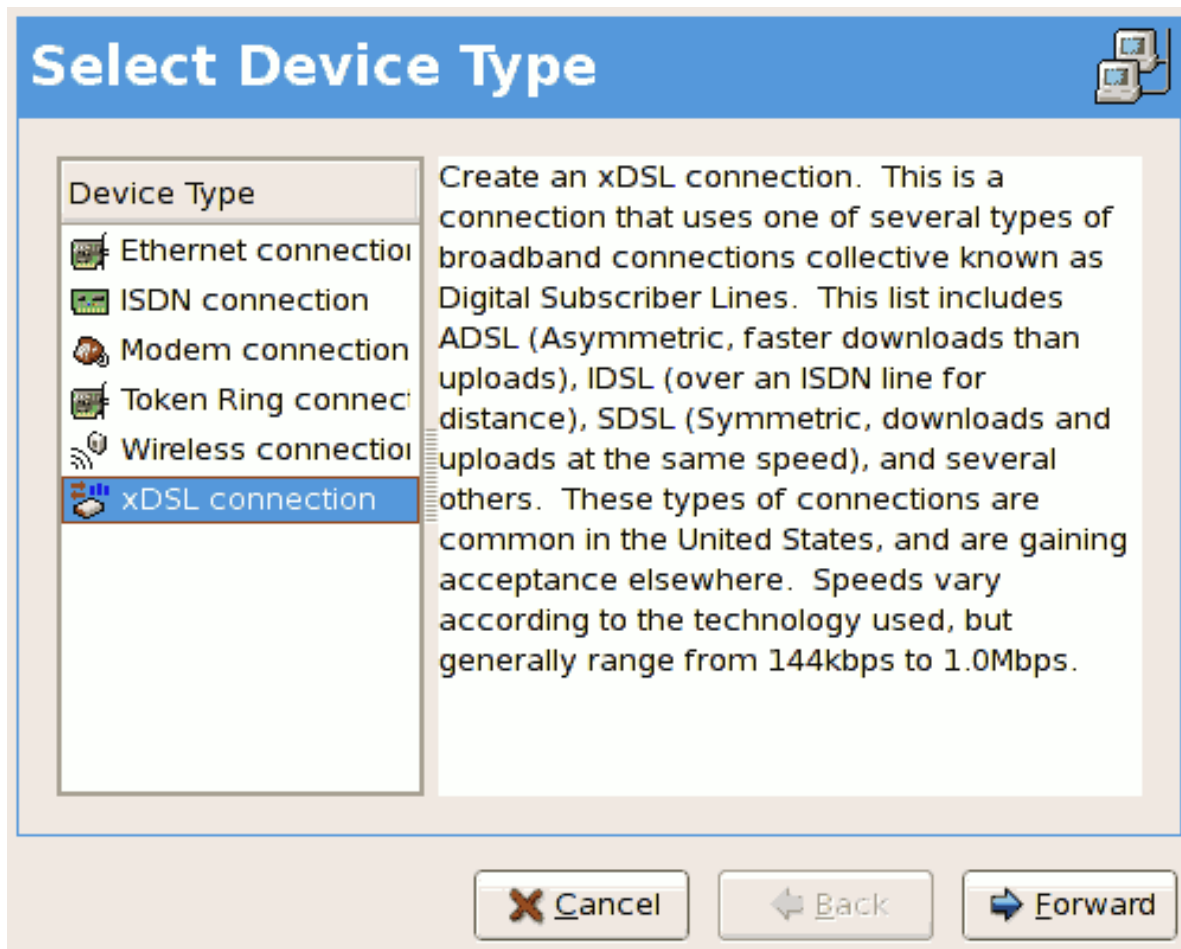 Select Device Type
Device Type
Ethernet connection
ISDN connection
Modem connection
Token Ring connect
Wireless connection
xDSL connection
Create an xDSL connection.  This is a
connection that uses one of several types of
broadband connections collective known as
Digital Subscriber Lines.  This list includes
ADSL (Asymmetric, faster downloads than
uploads), IDSL (over an ISDN line for
distance), SDSL (Symmetric, downloads and
uploads at the same speed), and several
others.  These types of connections are
common in the United States, and are gaining
acceptance elsewhere.  Speeds vary
according to the technology used, but
generally range from 144kbps to 1.0Mbps.
Cancel
Back
Forward